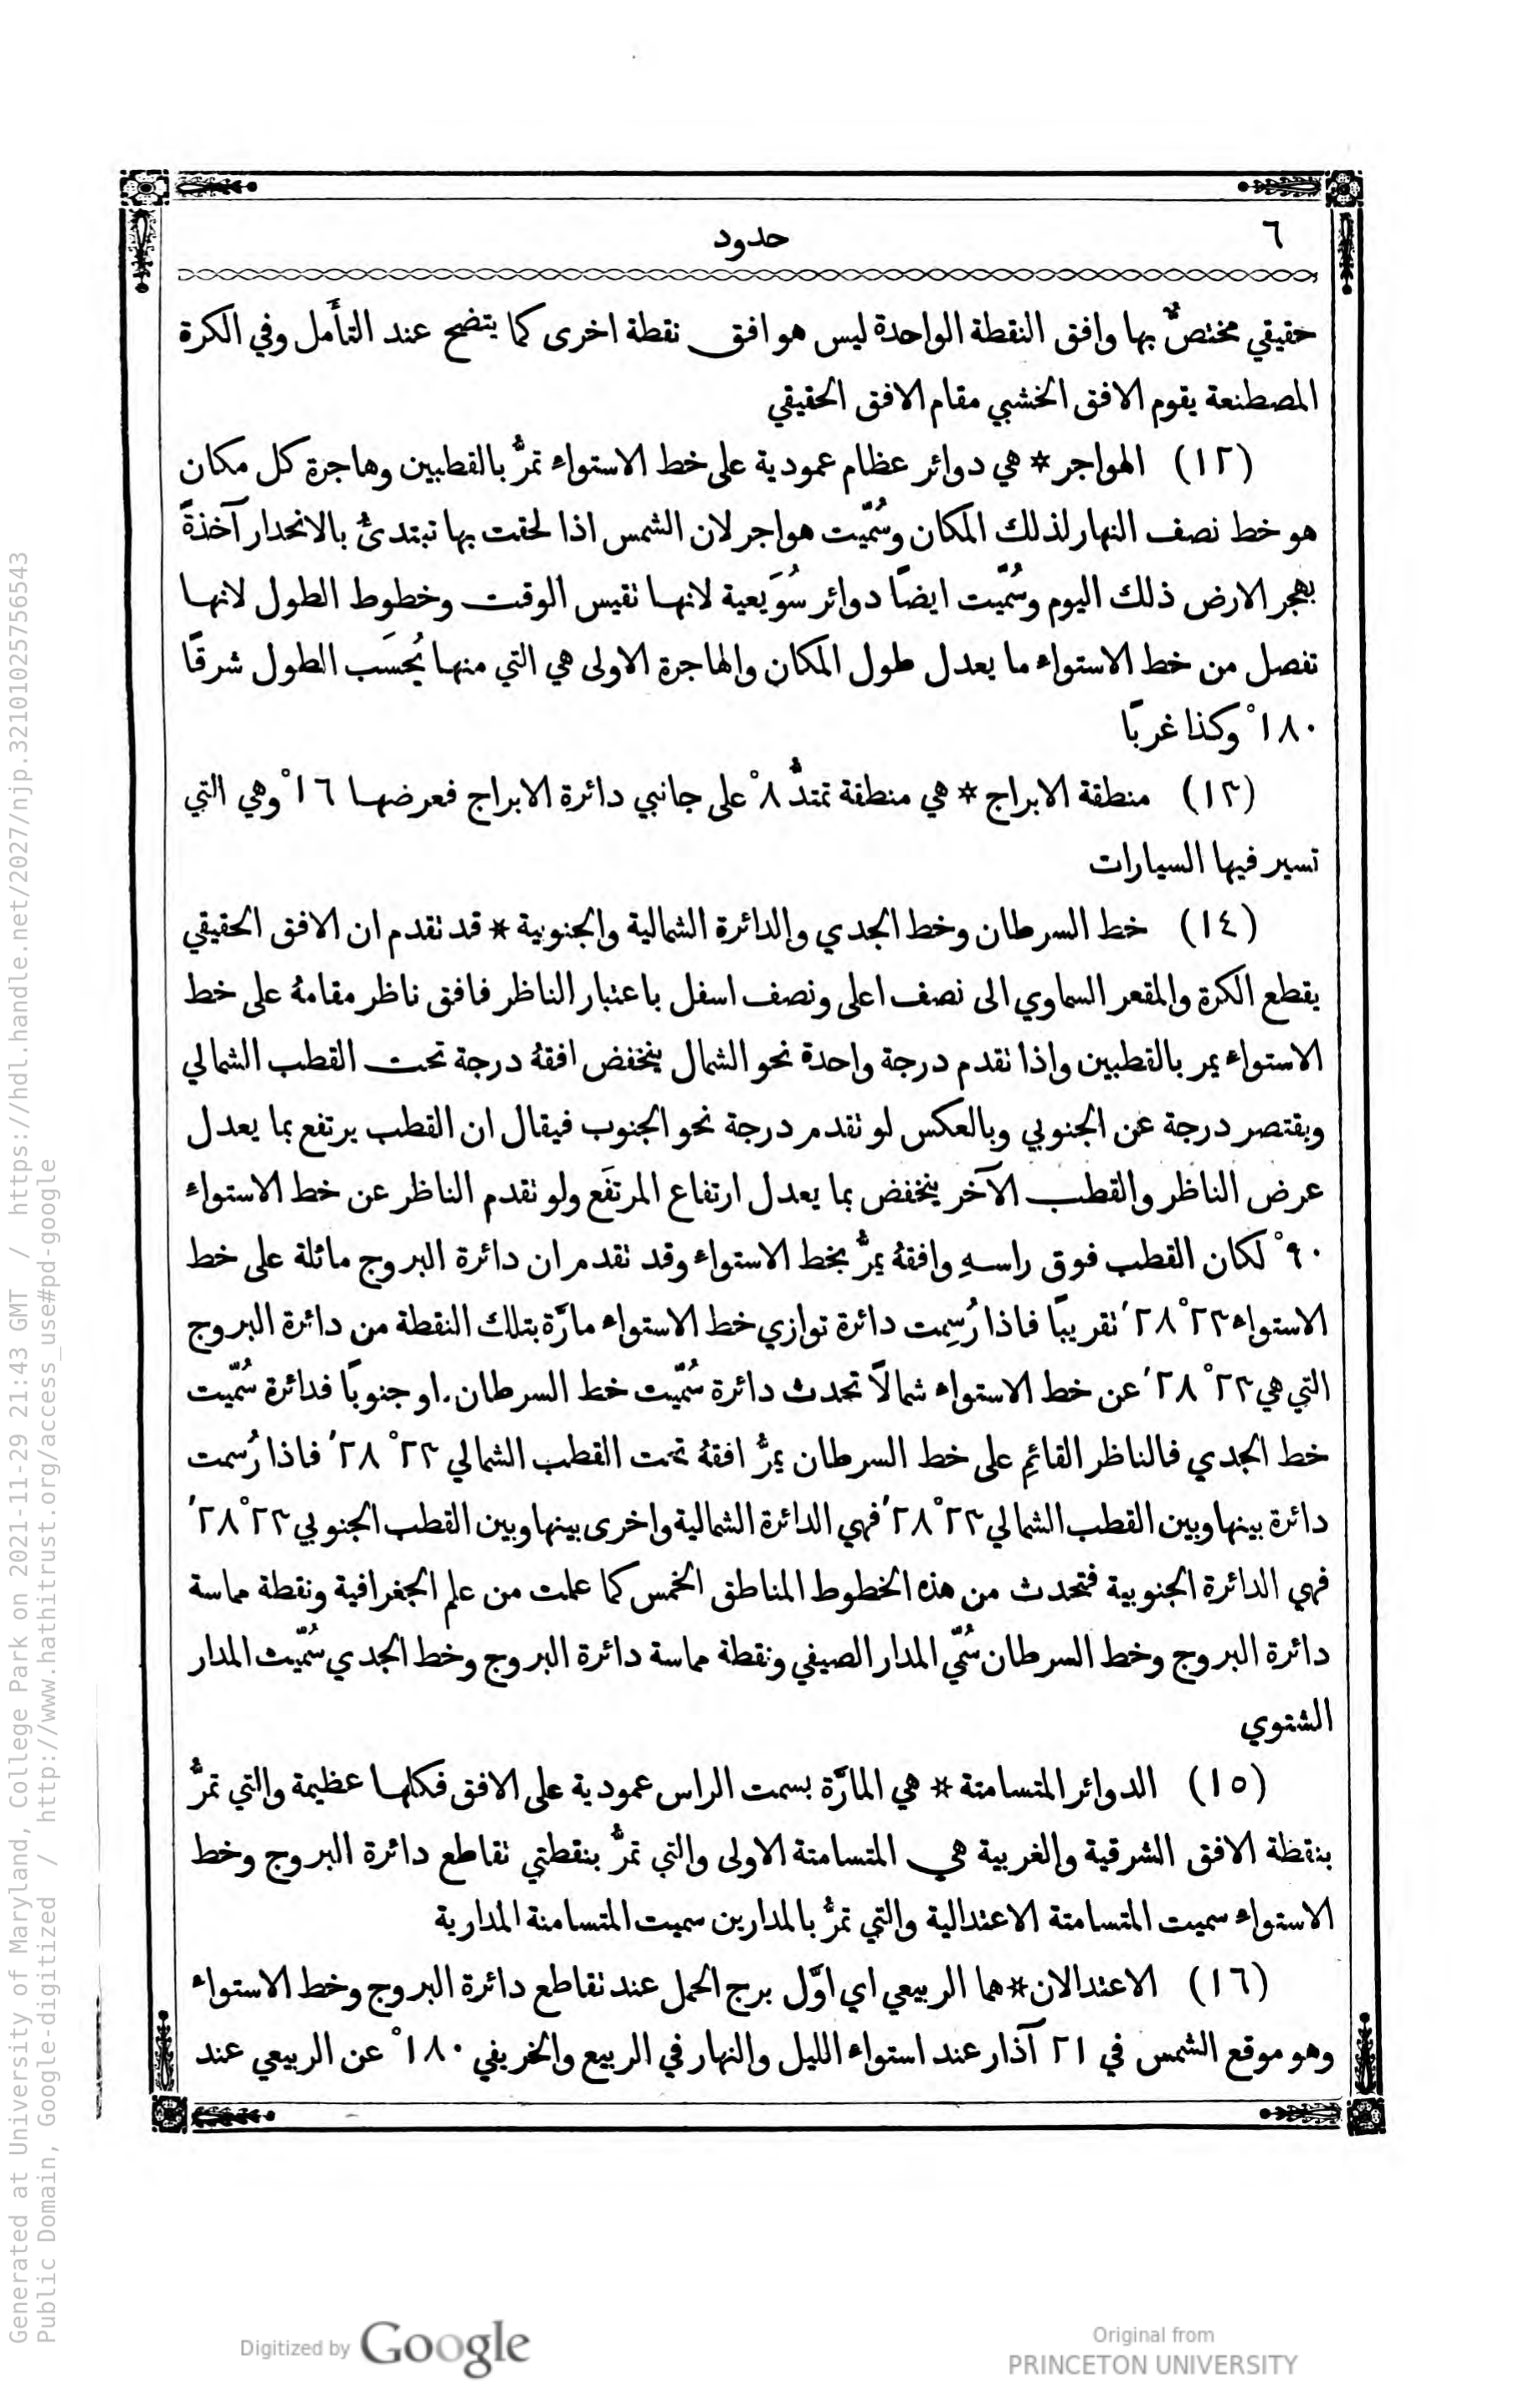 ٦
حدود
حقيقي مختصٌّ بها وافق النقطة الواحدة ليس هو افق نقطة اخرى كما يتضح عند التأَمل وفي الكرة
المصطنعة يقوم الافق الخشبي مقام الافق الحقيقي
(١٢) الهواجر * هي دوائر عظام عمودية على خط الاستواء تمرُّ بالقطبين وهاجرة كل مكان
هو خط نصف النهار لذلك المكان وسُمّيت هواجر لان الشمس اذا لحقت بها تبتدئُ بالانحدار آخذةً
بهجر الارض ذلك اليوم وسُمّيت ايضًا دوائر سُوَيعية لانها تقيس الوقت وخطوط الطول لانها
تفصل من خط الاستواء ما يعدل طول المكان والهاجرة الاولى هي التي منها يُحسَب الطول شرقًا
١٨٠° وكذا غربًا
(١٣) منطقة الابراج * هي منطقة تمتدُّ ٨° على جانبي دائرة الابراج فعرضها ١٦° وهي التي
تسير فيها السيارات
(١٤) خط السرطان وخط الجدي والدائرة الشمالية والجنوبية * قد تقدم ان الافق الحقيقي
يقطع الكرة والمقعر السماوي الى نصف اعلى ونصف اسفل باعتبار الناظر فافق ناظر مقامهُ على خط
الاستواء يمر بالقطبين واذا تقدم درجة واحدة نحو الشمال ينخفض افقهُ درجة تحت القطب الشمالي
ويقتصر درجة عن الجنوبي وبالعكس لو تقدم درجة نحو الجنوب فيقال ان القطب يرتفع بما يعدل
عرض الناظر والقطب الآخر ينخفض بما يعدل ارتفاع المرتفَع ولو تقدم الناظر عن خط الاستواء
٩٠° لكان القطب فوق راسهِ وافقهُ يمرُّ بخط الاستواء وقد تقدم ان دائرة البروج مائلة على خط
الاستواء ٢٣° ٢٨′ تقريبًا فاذا رُسِمت دائرة توازي خط الاستواء مارَّة بتلك النقطة من دائرة البروج
التي هي ٢٣° ٢٨′ عن خط الاستواء شمالًا تحدث دائرة سُمّيت خط السرطان. او جنوبًا فدائرة سُمّيت
خط الجدي فالناظر القائِم على خط السرطان يمرُّ افقهُ تحت القطب الشمالي ٢٣° ٢٨′ فاذا رُسمت
دائرة بينها وبين القطب الشمالي ٢٣° ٢٨′ فهي الدائرة الشمالية واخرى بينها وبين القطب الجنوبي ٢٣° ٢٨′
فهي الدائرة الجنوبية فتحدث من هذه الخطوط المناطق الخمس كما علمت من علم الجغرافية ونقطة مماسة
دائرة البروج وخط السرطان سُمّي المدار الصيفي ونقطة مماسة دائرة البروج وخط الجدي سُمّيت المدار
الشتوي
(١٥) الدوائر المتسامتة * هي المارَّة بسمت الراس عمودية على الافق فكلها عظيمة والتي تمرُّ
بنقطة الافق الشرقية والغربية هي المتسامتة الاولى والتي تمرُّ بنقطتي تقاطع دائرة البروج وخط
الاستواء سميت المتسامتة الاعتدالية والتي تمرُّ بالمدارين سميت المتسامتة المدارية
(١٦) الاعتدالان * هما الربيعي اي اوَّل برج الحمل عند تقاطع دائرة البروج وخط الاستواء
وهو موقع الشمس في ٢١ آذار عند استواء الليل والنهار في الربيع والخريفي ١٨٠° عن الربيعي عند
Generated at University of Maryland, College Park on 2021-11-29 21:43 GMT / https://hdl.handle.net/2027/njp.32101025756543
Public Domain, Google-digitized / http://www.hathitrust.org/access_use#pd-google
Digitized by Google
Original from
PRINCETON UNIVERSITY